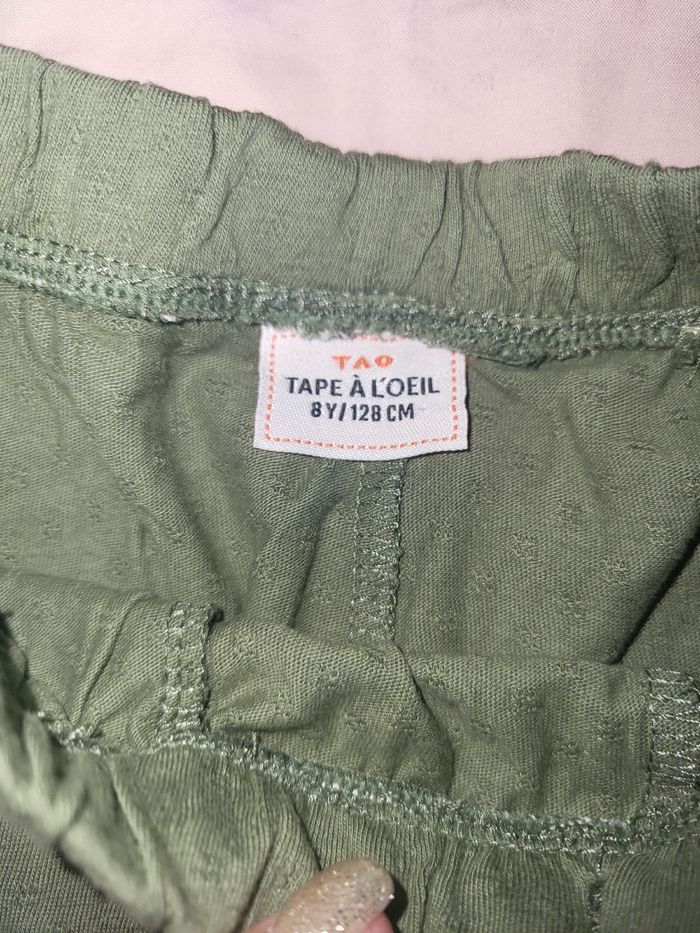 TAO
TAPE À L'OEIL
8Y/128 CM